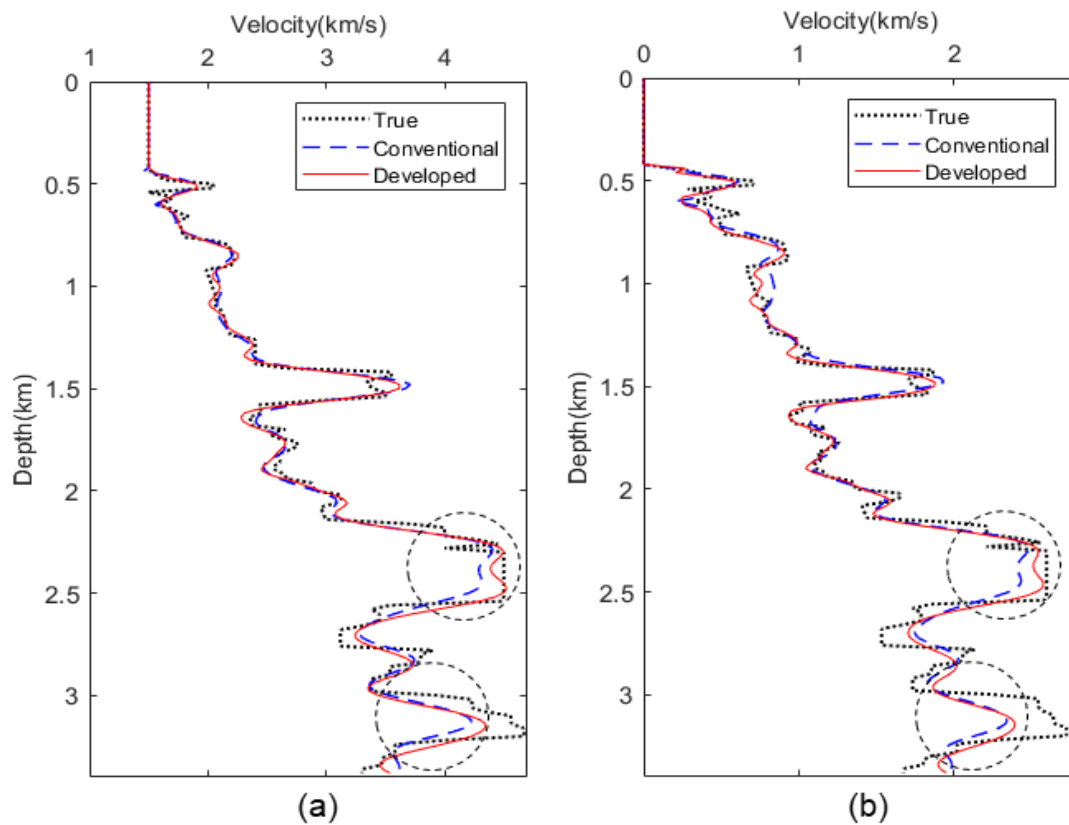 Velocity(km/s)
1 2 3 4
0
0.5
1
1.5
2
2.5
3
Depth(km)
True
Conventional
Developed
(a)
Velocity(km/s)
0 1 2
0
0.5
1
1.5
2
2.5
3
Depth(km)
True
Conventional
Developed
(b)